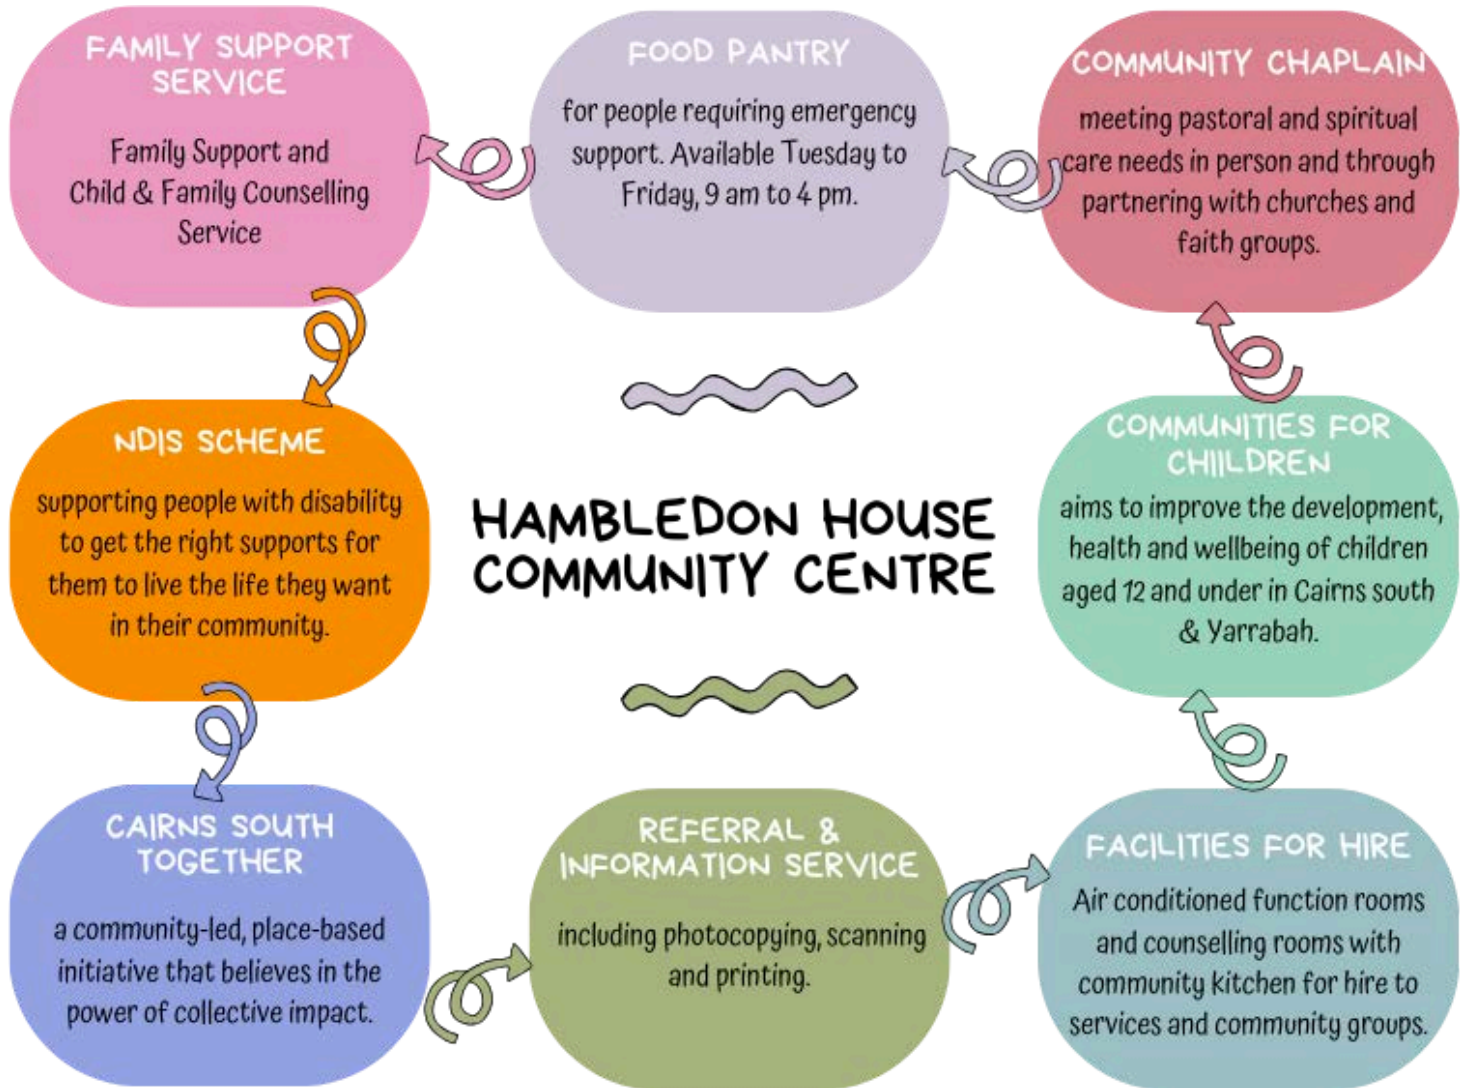 FAMILY SUPPORT
SERVICE
Family Support and
Child & Family Counselling
Service
FOOD PANTRY
for people requiring emergency
support. Available Tuesday to
Friday, 9 am to 4 pm.
COMMUNITY CHAPLAIN
meeting pastoral and spiritual
care needs in person and through
partnering with churches and
faith groups.
NDIS SCHEME
supporting people with disability
to get the right supports for
them to live the life they want
in their community.
HAMBLEDON HOUSE
COMMUNITY CENTRE
COMMUNITIES FOR
CHIILDREN
aims to improve the development,
health and wellbeing of children
aged 12 and under in Cairns south
& Yarrabah.
CAIRNS SOUTH
TOGETHER
a community-led, place-based
initiative that believes in the
power of collective impact.
REFERRAL &
INFORMATION SERVICE
including photocopying, scanning
and printing.
FACILITIES FOR HIRE
Air conditioned function rooms
and counselling rooms with
community kitchen for hire to
services and community groups.